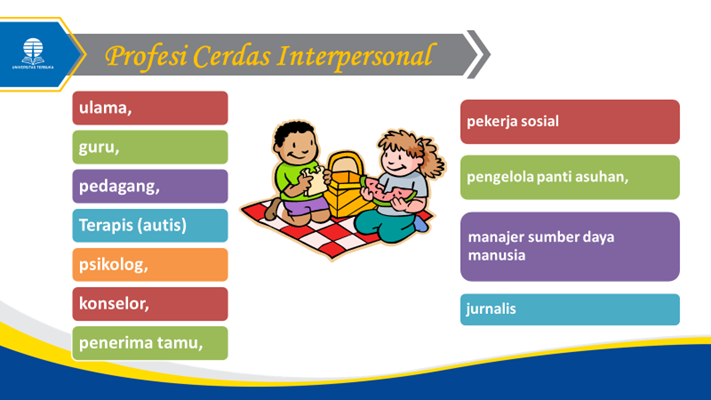 UNIVERSITAS TERBUKA
Profesi Cerdas Interpersonal
ulama,
guru,
pedagang,
Terapis (autis)
psikolog,
konselor,
penerima tamu,
pekerja sosial
pengelola panti asuhan,
manajer sumber daya
manusia
jurnalis